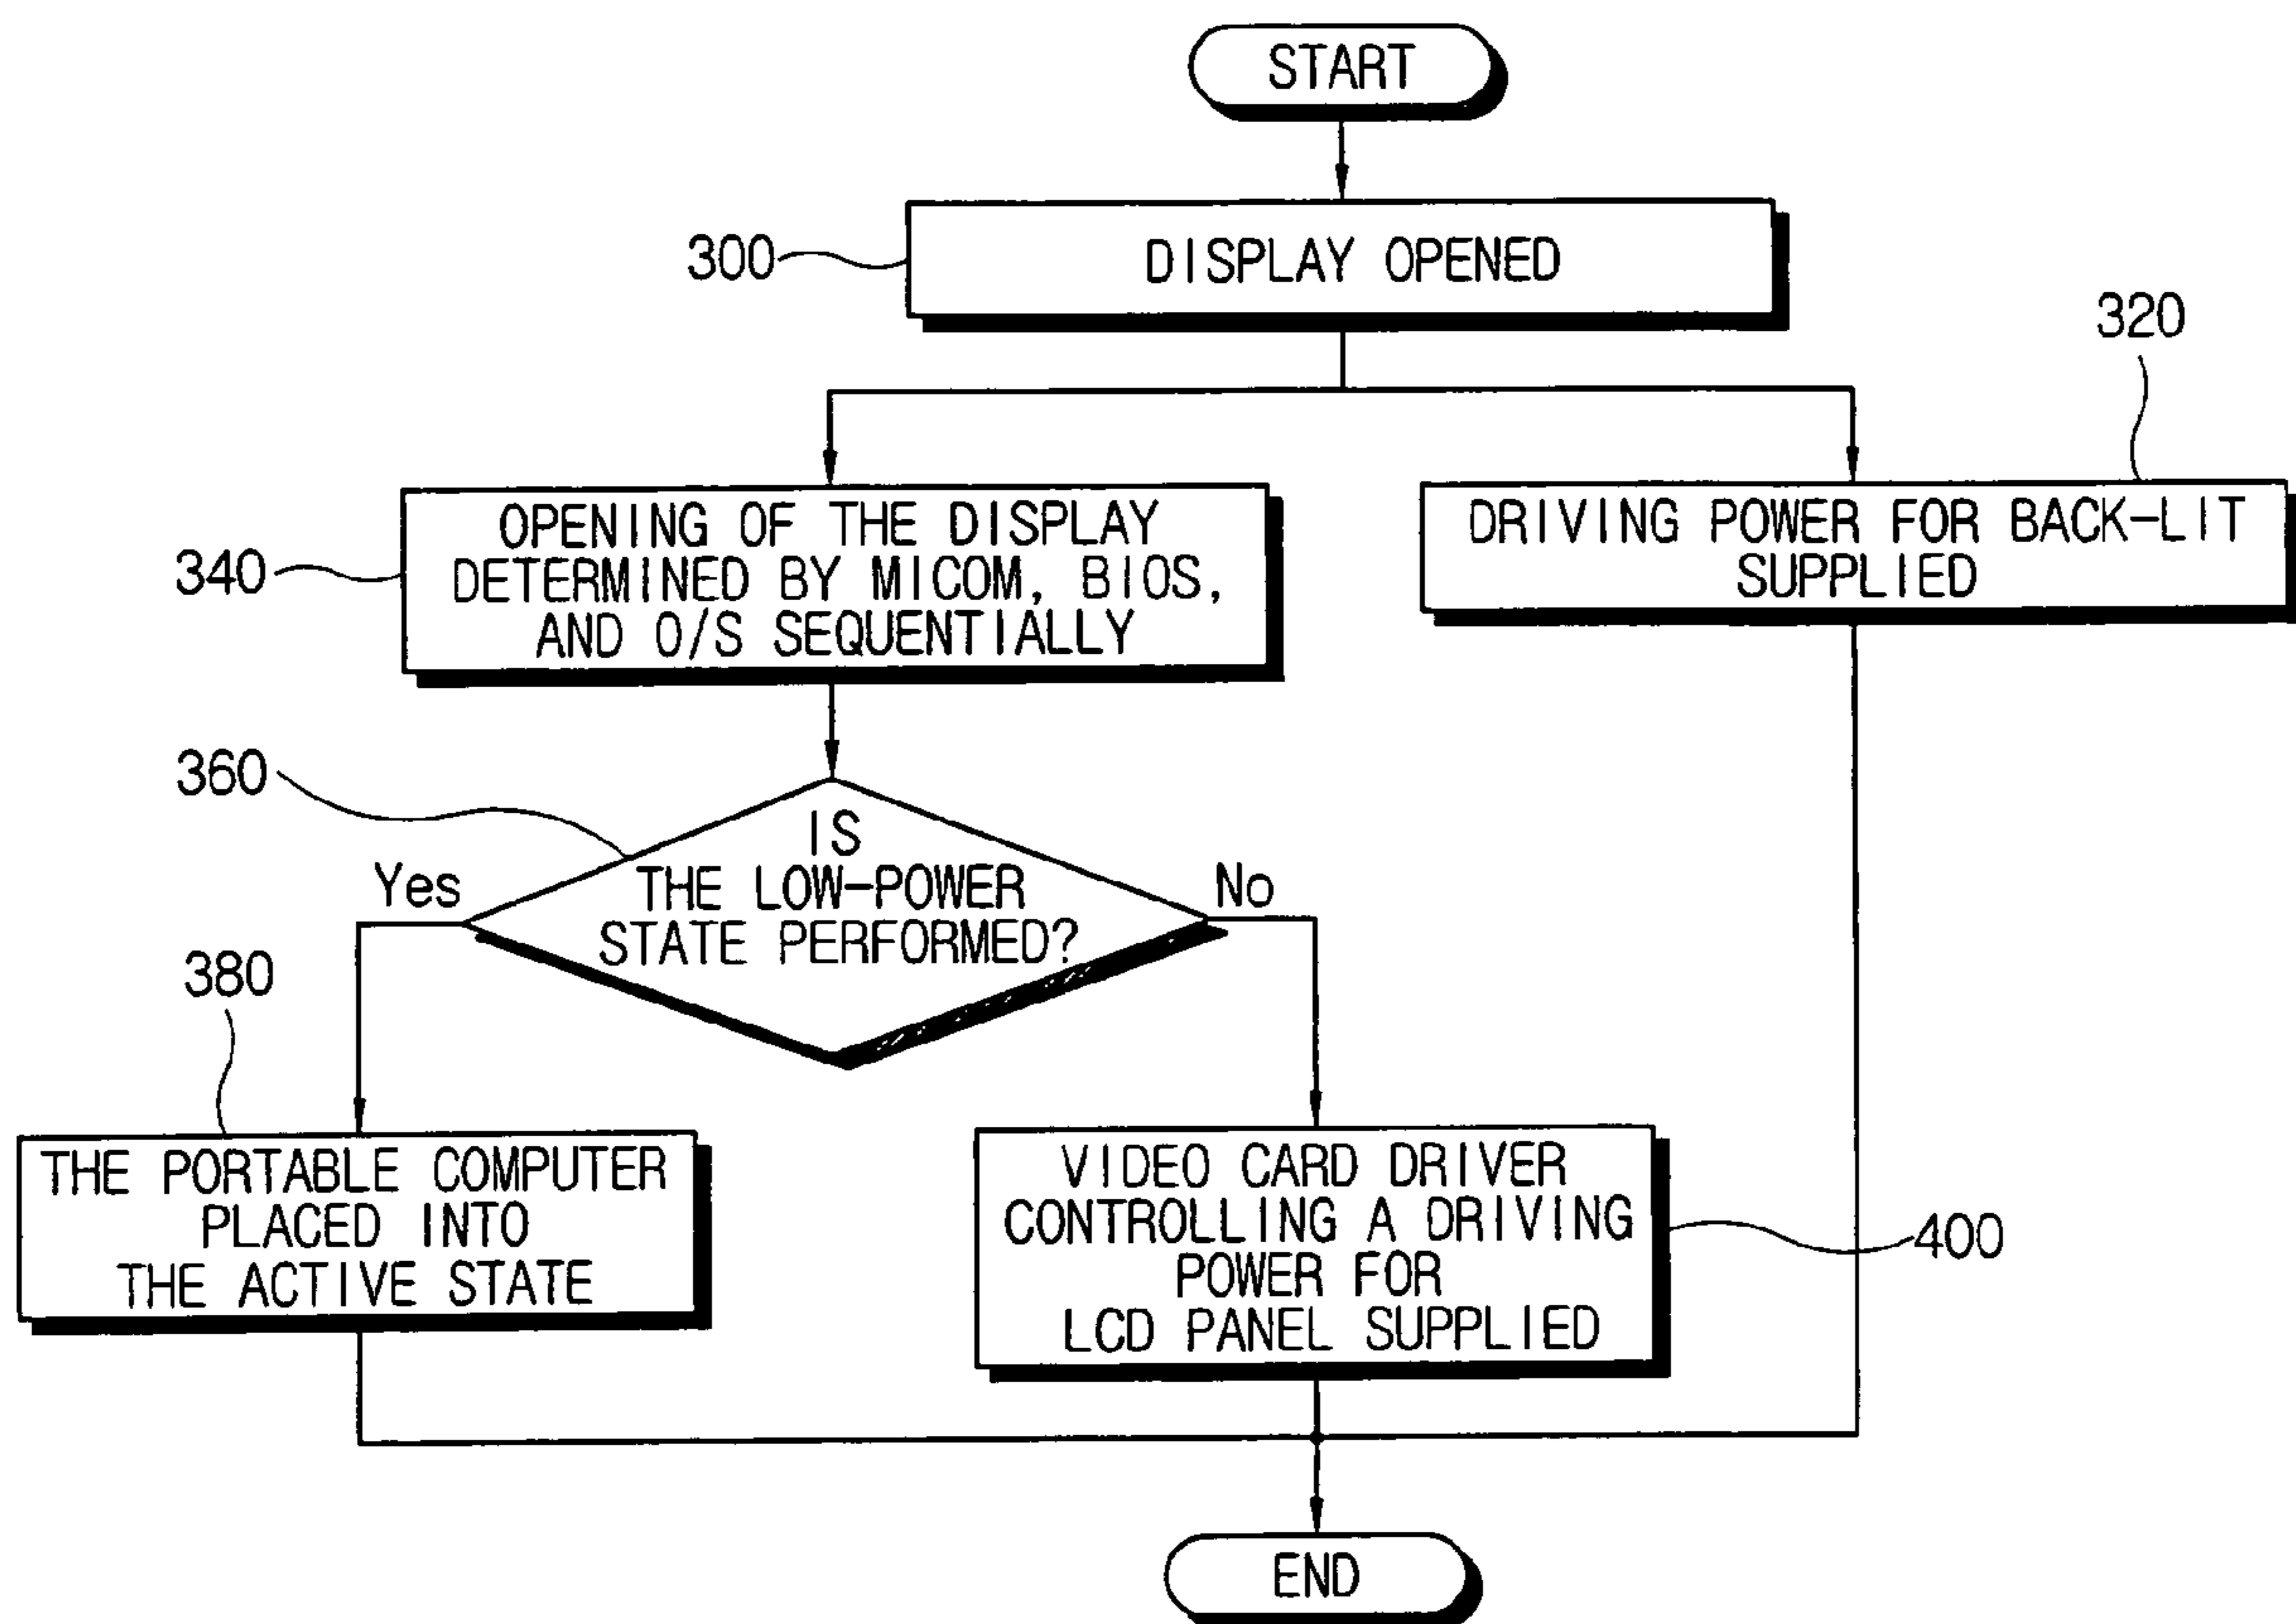 START
300
DISPLAY OPENED
320
340
OPENING OF THE DISPLAY
DETERMINED BY MICOM, BIOS,
AND O/S SEQUENTIALLY
DRIVING POWER FOR BACK-LIT
SUPPLIED
360
IS
THE LOW-POWER
STATE PERFORMED?
Yes
No
380
THE PORTABLE COMPUTER
PLACED INTO
THE ACTIVE STATE
VIDEO CARD DRIVER
CONTROLLING A DRIVING
POWER FOR
LCD PANEL SUPPLIED
400
END